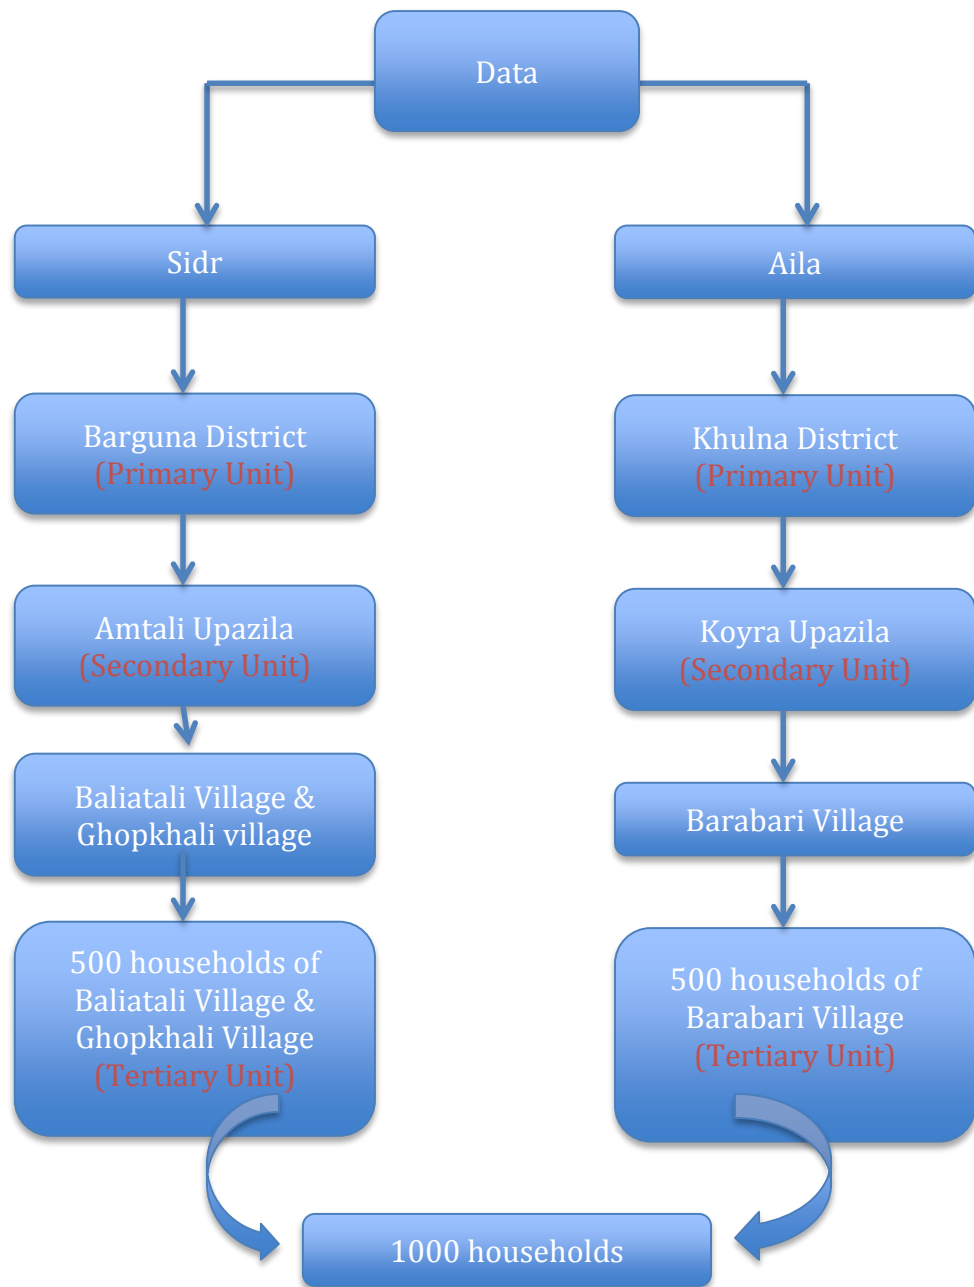 Data
Sidr
Aila
Barguna District
(Primary Unit)
Khulna District
(Primary Unit)
Amtali Upazila
(Secondary Unit)
Koyra Upazila
(Secondary Unit)
Baliatali Village &
Ghopkhali village
Barabari Village
500 households of
Baliatali Village &
Ghopkhali Village
(Tertiary Unit)
500 households of
Barabari Village
(Tertiary Unit)
1000 households